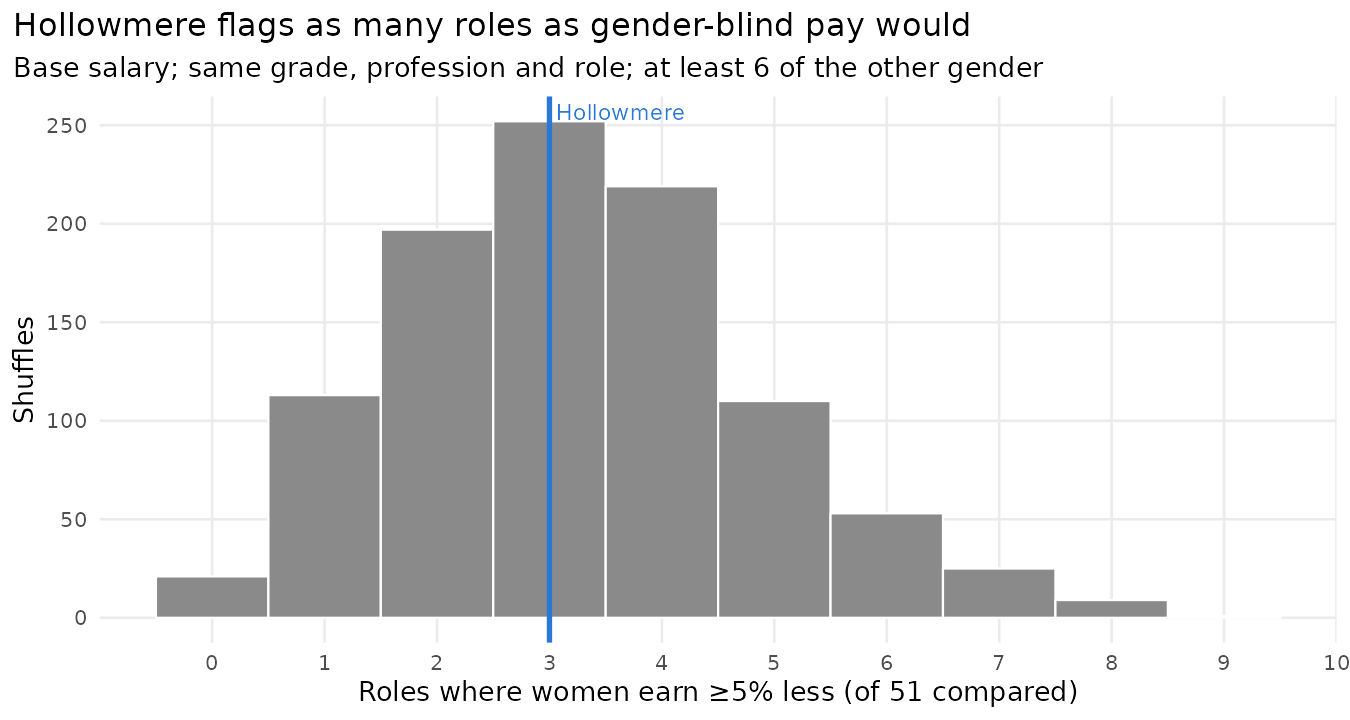 Hollowmere flags as many roles as gender-blind pay would
Base salary; same grade, profession and role; at least 6 of the other gender
Hollowmere
250
200
150
100
50
0
Shuffles
0 1 2 3 4 5 6 7 8 9 10
Roles where women earn ≥5% less (of 51 compared)